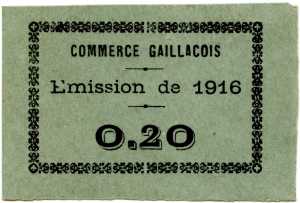 COMMERCE GAILLACOIS
Emission de 1916
0.20